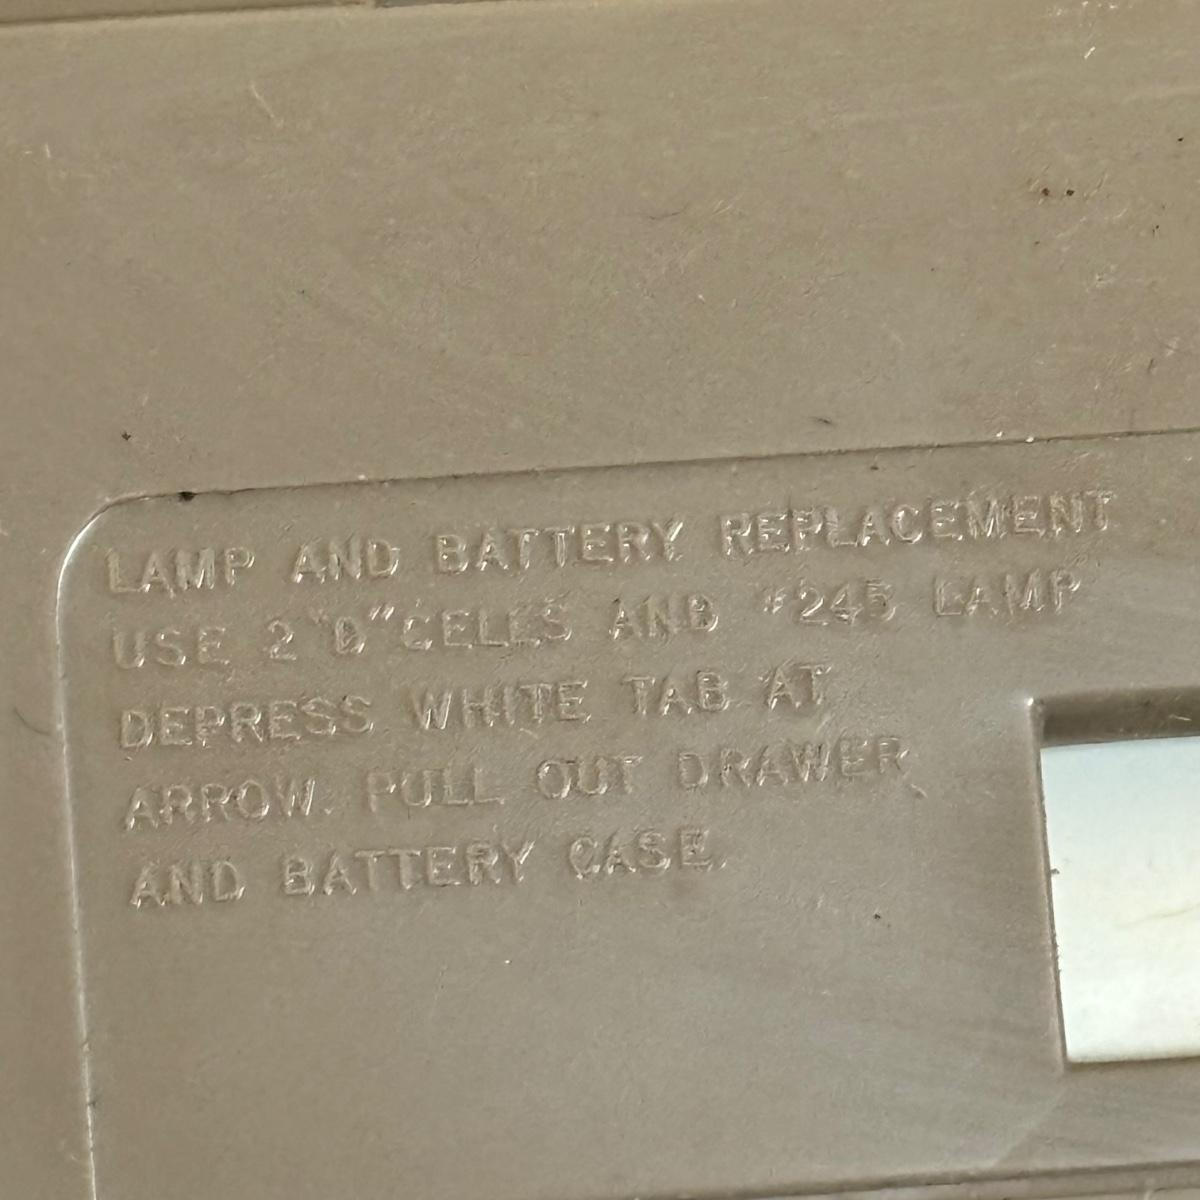 LAMP AND BATTERY REPLACEMENT
USE 2 "D" CELLS AND #245 LAMP
DEPRESS WHITE TAB AT
ARROW. PULL OUT DRAWER
AND BATTERY CASE.